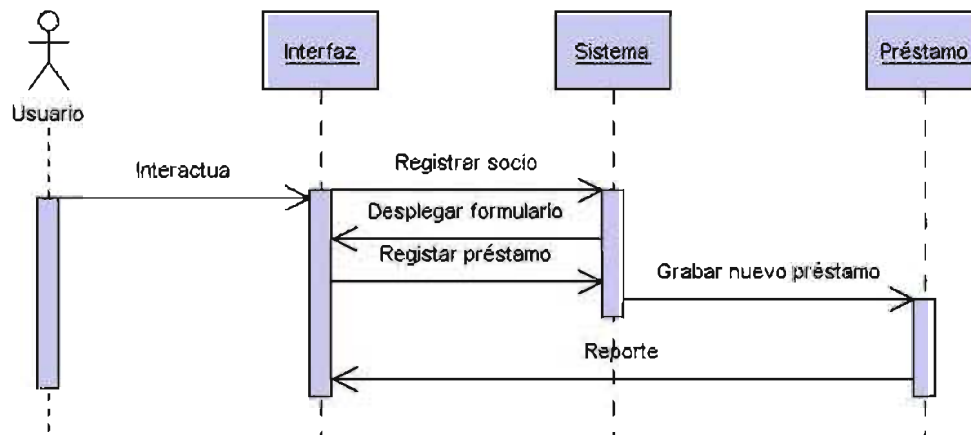 Interfaz
Sistema
Préstamo
Usuario
Interactua
Registrar socio
Desplegar formulario
Registar préstamo
Grabar nuevo préstamo
Reporte